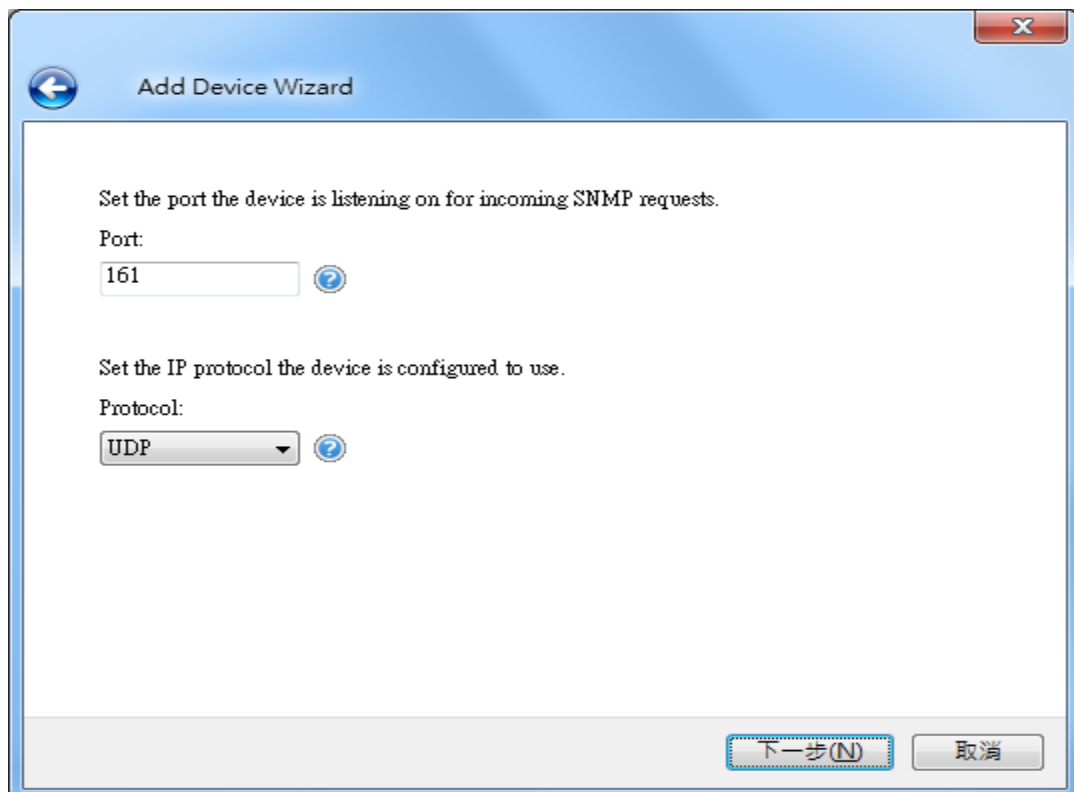 Add Device Wizard
Set the port the device is listening on for incoming SNMP requests.
Port:
161
Set the IP protocol the device is configured to use.
Protocol:
UDP
下一步(N) 取消